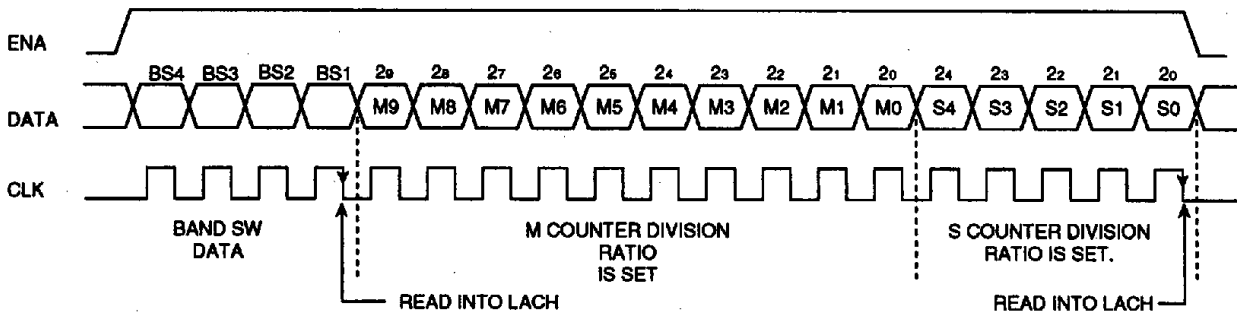 ENA
BS4 BS3 BS2 BS1 29 28 27 26 25 24 23 22 21 20 24 23 22 21 20
DATA M9 M8 M7 M6 M5 M4 M3 M2 M1 M0 S4 S3 S2 S1 S0
CLK
BAND SW
DATA
M COUNTER DIVISION
RATIO
IS SET
S COUNTER DIVISION
RATIO IS SET.
READ INTO LACH
READ INTO LACH